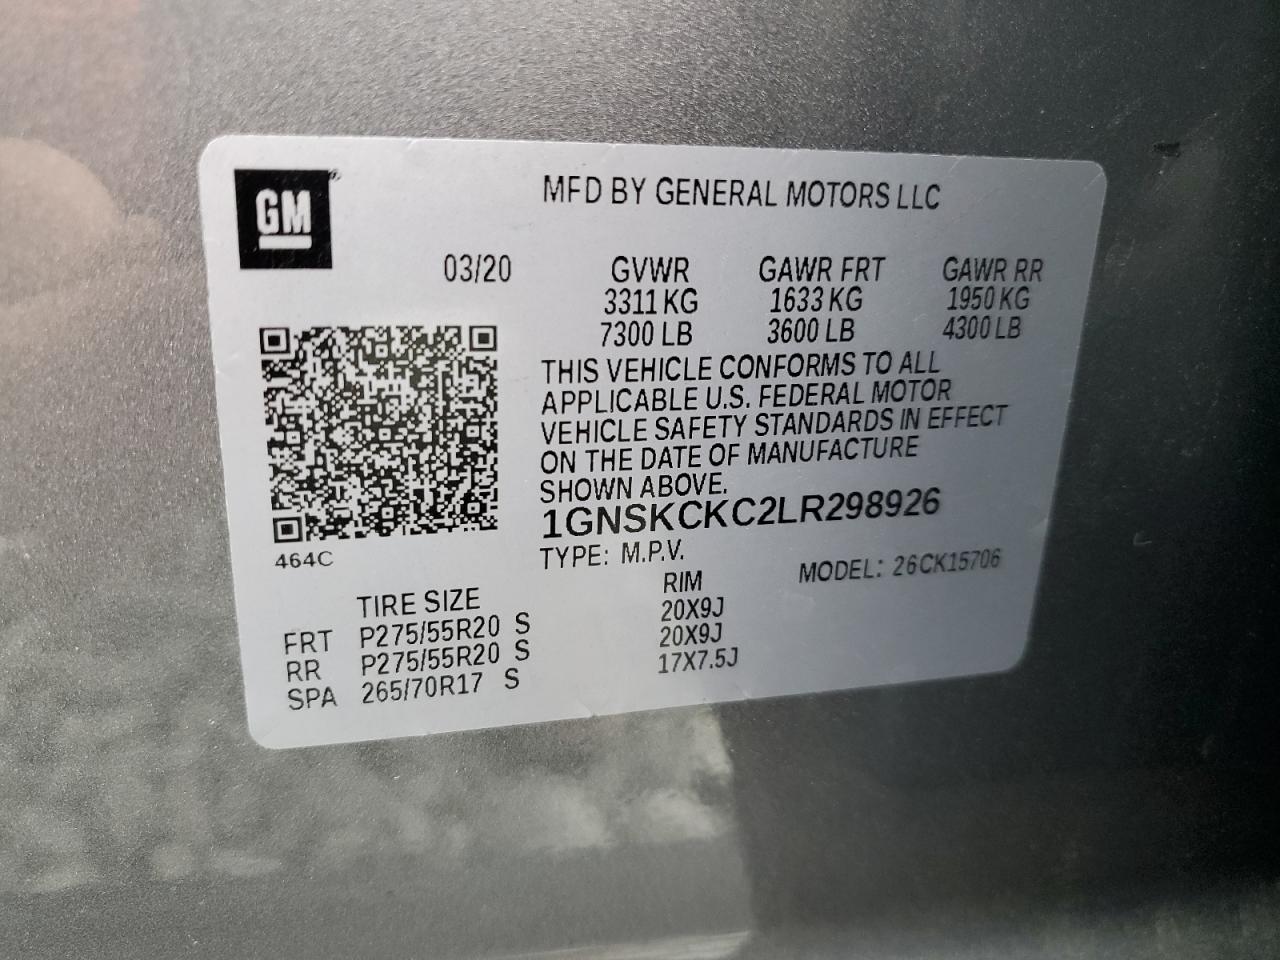 GM
MFD BY GENERAL MOTORS LLC
03/20 GVWR GAWR FRT GAWR RR
3311 KG 1633 KG 1950 KG
7300 LB 3600 LB 4300 LB
THIS VEHICLE CONFORMS TO ALL
APPLICABLE U.S. FEDERAL MOTOR
VEHICLE SAFETY STANDARDS IN EFFECT
ON THE DATE OF MANUFACTURE
SHOWN ABOVE.
1GNSKCKC2LR298926
464C
TYPE: M.P.V. MODEL: 26CK15706
TIRE SIZE RIM
FRT P275/55R20 S 20X9J
RR P275/55R20 S 20X9J
SPA 265/70R17 S 17X7.5J